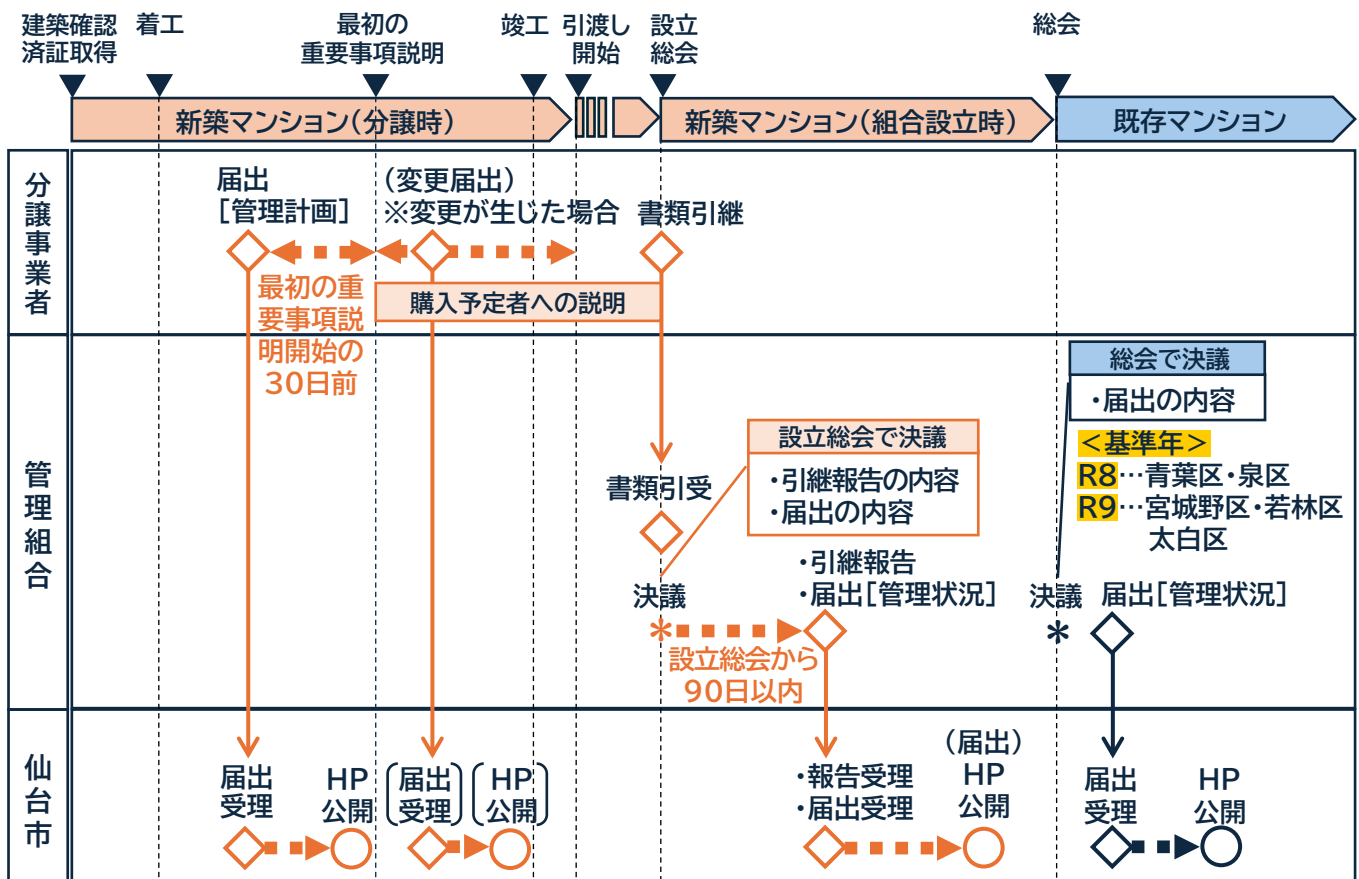 建築確認
済証取得
着工
最初の
重要事項説明
竣工
引渡し
開始
設立
総会
総会
新築マンション(分譲時)
新築マンション(組合設立時)
既存マンション
分譲事業者
届出
[管理計画]
(変更届出)
※変更が生じた場合
書類引継
最初の重
要事項説
明開始の
30日前
購入予定者への説明
管理組合
書類引受
設立総会で決議
・引継報告の内容
・届出の内容
決議
*
設立総会から
90日以内
・引継報告
・届出[管理状況]
総会で決議
・届出の内容
<基準年>
R8…青葉区・泉区
R9…宮城野区・若林区
太白区
決議
*
届出[管理状況]
仙台市
届出
受理
HP
公開
(届出
受理)
(HP
公開)
・報告受理
・届出受理
(届出)
HP
公開
届出
受理
HP
公開